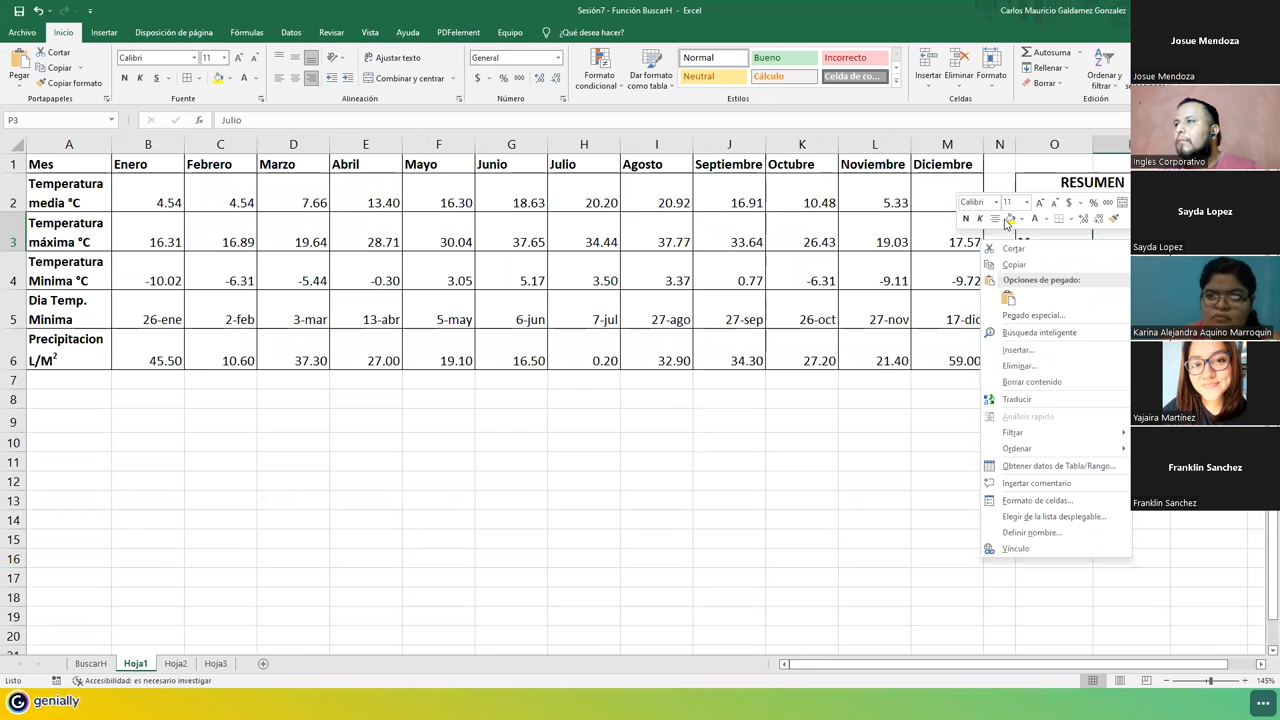 Sesión7 - Función BuscarH - Excel
Carlos Mauricio Galdamez Gonzalez
Archivo Inicio Insertar Disposición de página Fórmulas Datos Revisar Vista Ayuda PDFelement Equipo ¿Qué desea hacer?
Pegar
Cortar
Copiar
Copiar formato
Portapapeles
Calibri 11
N K S
Fuente
Ajustar texto
Combinar y centrar
Alineación
General
$ % 000
Número
Formato condicional
Dar formato como tabla
Normal Bueno Incorrecto
Neutral Cálculo Celda de co...
Estilos
Insertar Eliminar Formato
Celdas
Autosuma
Rellenar
Borrar
Ordenar y filtrar
Edición
P3 fx Julio
A B C D E F G H I J K L M N O
1 Mes Enero Febrero Marzo Abril Mayo Junio Julio Agosto Septiembre Octubre Noviembre Diciembre
RESUMEN
2 Temperatura media °C 4.54 4.54 7.66 13.40 16.30 18.63 20.20 20.92 16.91 10.48 5.33
3 Temperatura máxima °C 16.31 16.89 19.64 28.71 30.04 37.65 34.44 37.77 33.64 26.43 19.03 17.57
4 Temperatura Minima °C -10.02 -6.31 -5.44 -0.30 3.05 5.17 3.50 3.37 0.77 -6.31 -9.11 -9.72
5 Dia Temp. Minima 26-ene 2-feb 3-mar 13-abr 5-may 6-jun 7-jul 27-ago 27-sep 26-oct 27-nov 17-dic
6 Precipitacion L/M2 45.50 10.60 37.30 27.00 19.10 16.50 0.20 32.90 34.30 27.20 21.40 59.00
7
8
9
10
11
12
13
14
15
16
17
18
19
20
21
Calibri 11 $ % 000
N K A
Cortar
Copiar
Opciones de pegado:
Pegado especial...
Búsqueda inteligente
Insertar...
Eliminar...
Borrar contenido
Traducir
Análisis rápido
Filtrar
Ordenar
Obtener datos de Tabla/Rango...
Insertar comentario
Formato de celdas...
Elegir de la lista desplegable...
Definir nombre...
Vínculo
Josue Mendoza
Josue Mendoza
Ingles Corporativo
Sayda Lopez
Sayda Lopez
Karina Alejandra Aquino Marroquín
Yajaira Martínez
Franklin Sanchez
Franklin Sanchez
BuscarH Hoja1 Hoja2 Hoja3
Listo Accesibilidad: es necesario investigar 145%
genially